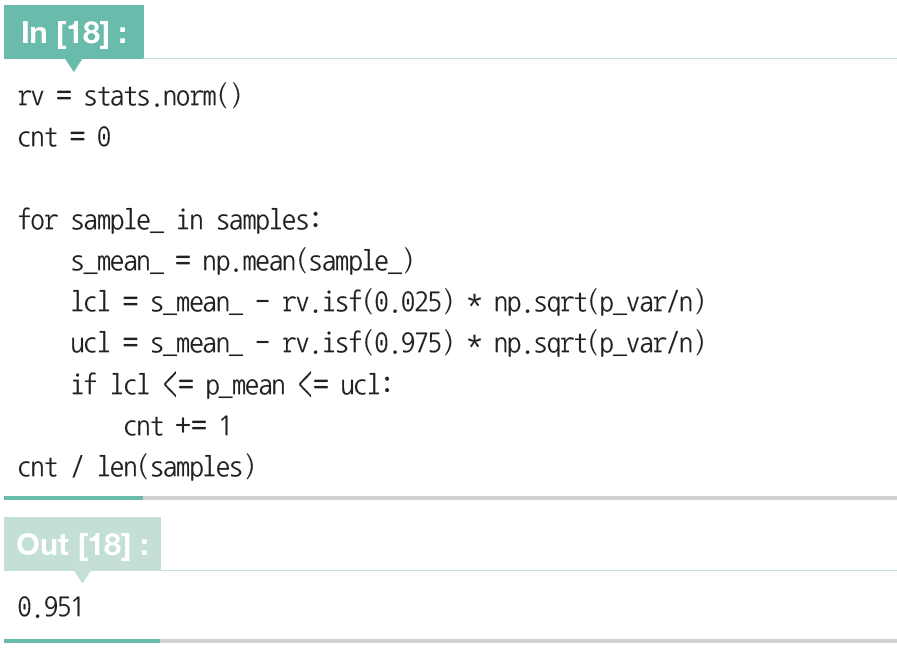 In [18] :
rv = stats.norm()
cnt = 0
for sample_ in samples:
    s_mean_ = np.mean(sample_)
    lcl = s_mean_ - rv.isf(0.025) * np.sqrt(p_var/n)
    ucl = s_mean_ - rv.isf(0.975) * np.sqrt(p_var/n)
    if lcl <= p_mean <= ucl:
        cnt += 1
cnt / len(samples)
Out [18] :
0.951